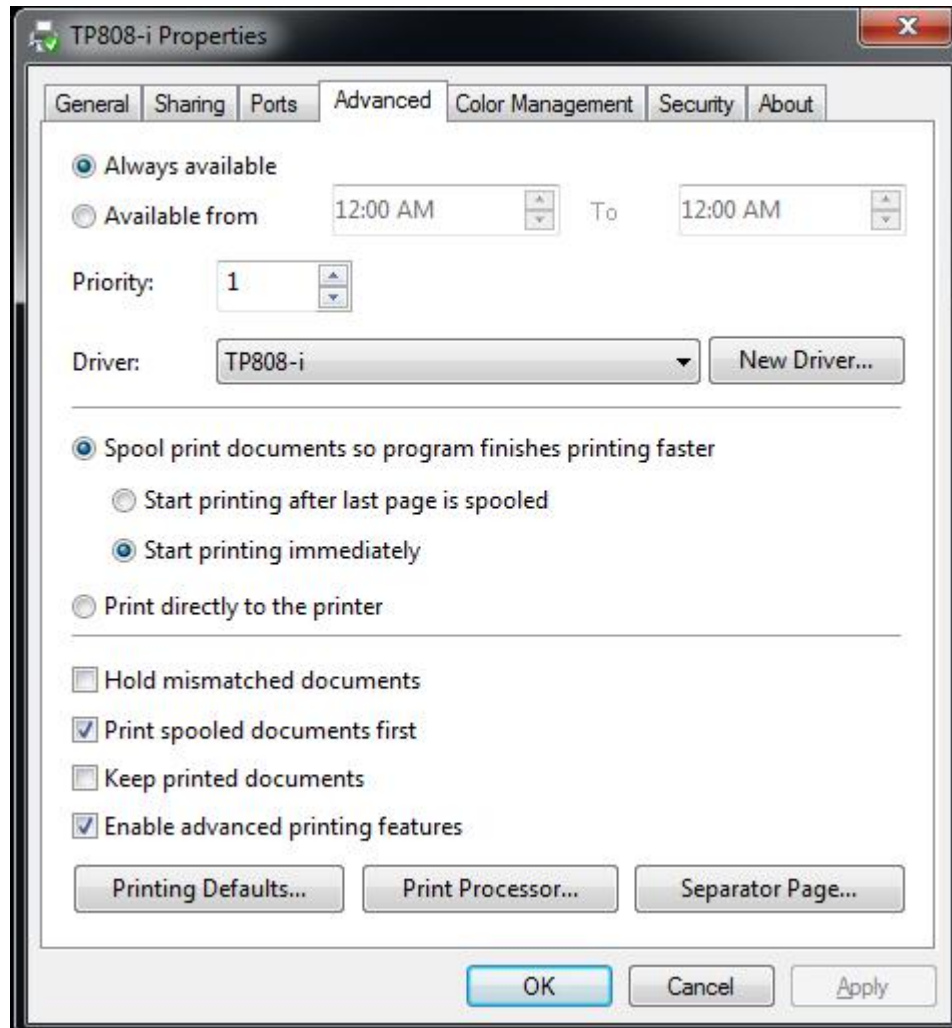 TP808-i Properties
General Sharing Ports Advanced Color Management Security About
Always available
Available from 12:00 AM To 12:00 AM
Priority: 1
Driver: TP808-i New Driver...
Spool print documents so program finishes printing faster
Start printing after last page is spooled
Start printing immediately
Print directly to the printer
Hold mismatched documents
Print spooled documents first
Keep printed documents
Enable advanced printing features
Printing Defaults... Print Processor... Separator Page...
OK Cancel Apply